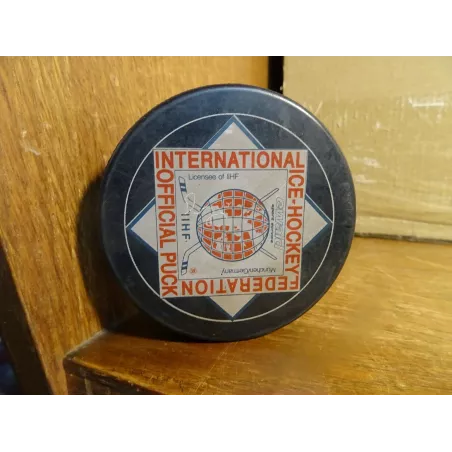 INTERNATIONAL
ICE-HOCKEY
FEDERATION
OFFICIAL PUCK
Licensee of IIHF
IIHF
München/Germany
®